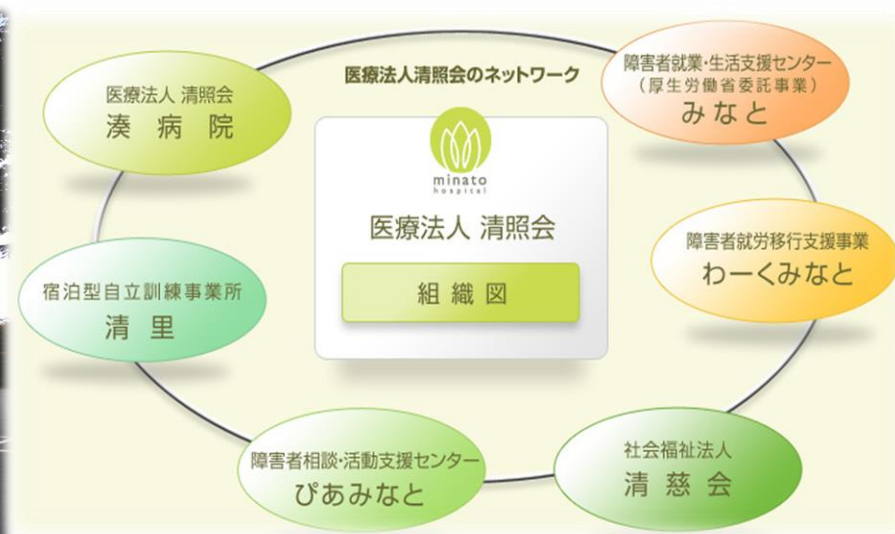 医療法人清照会のネットワーク
医療法人 清照会
湊病院
障害者就業・生活支援センター
(厚生労働省委託事業)
みなと
minato
hospital
医療法人 清照会
組織図
障害者就労移行支援事業
わーくみなと
宿泊型自立訓練事業所
清里
障害者相談・活動支援センター
ぴあみなと
社会福祉法人
清慈会